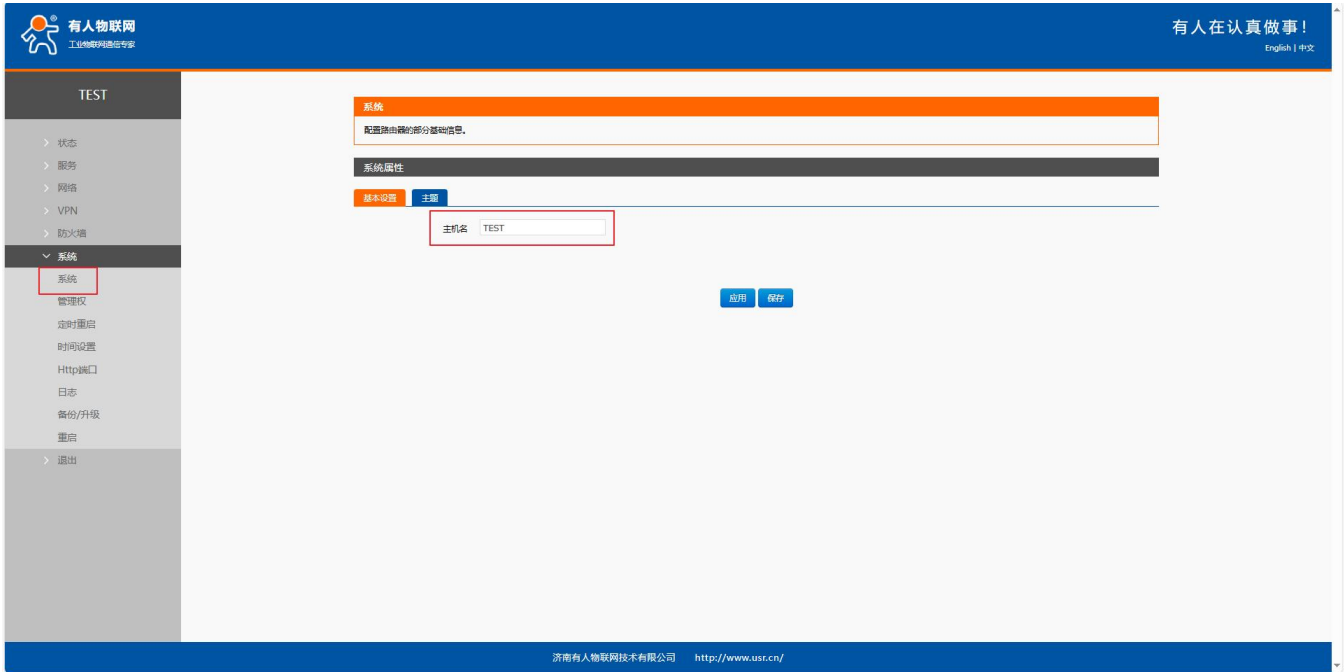 有人物联网
工业物联网通信专家
有人在认真做事！
English | 中文
TEST
状态
服务
网络
VPN
防火墙
系统
系统
管理权
定时重启
时间设置
Http端口
日志
备份/升级
重启
退出
系统
配置路由器的部分基础信息。
系统属性
基本设置 主题
主机名 TEST
应用 保存
济南有人物联网技术有限公司 http://www.usr.cn/